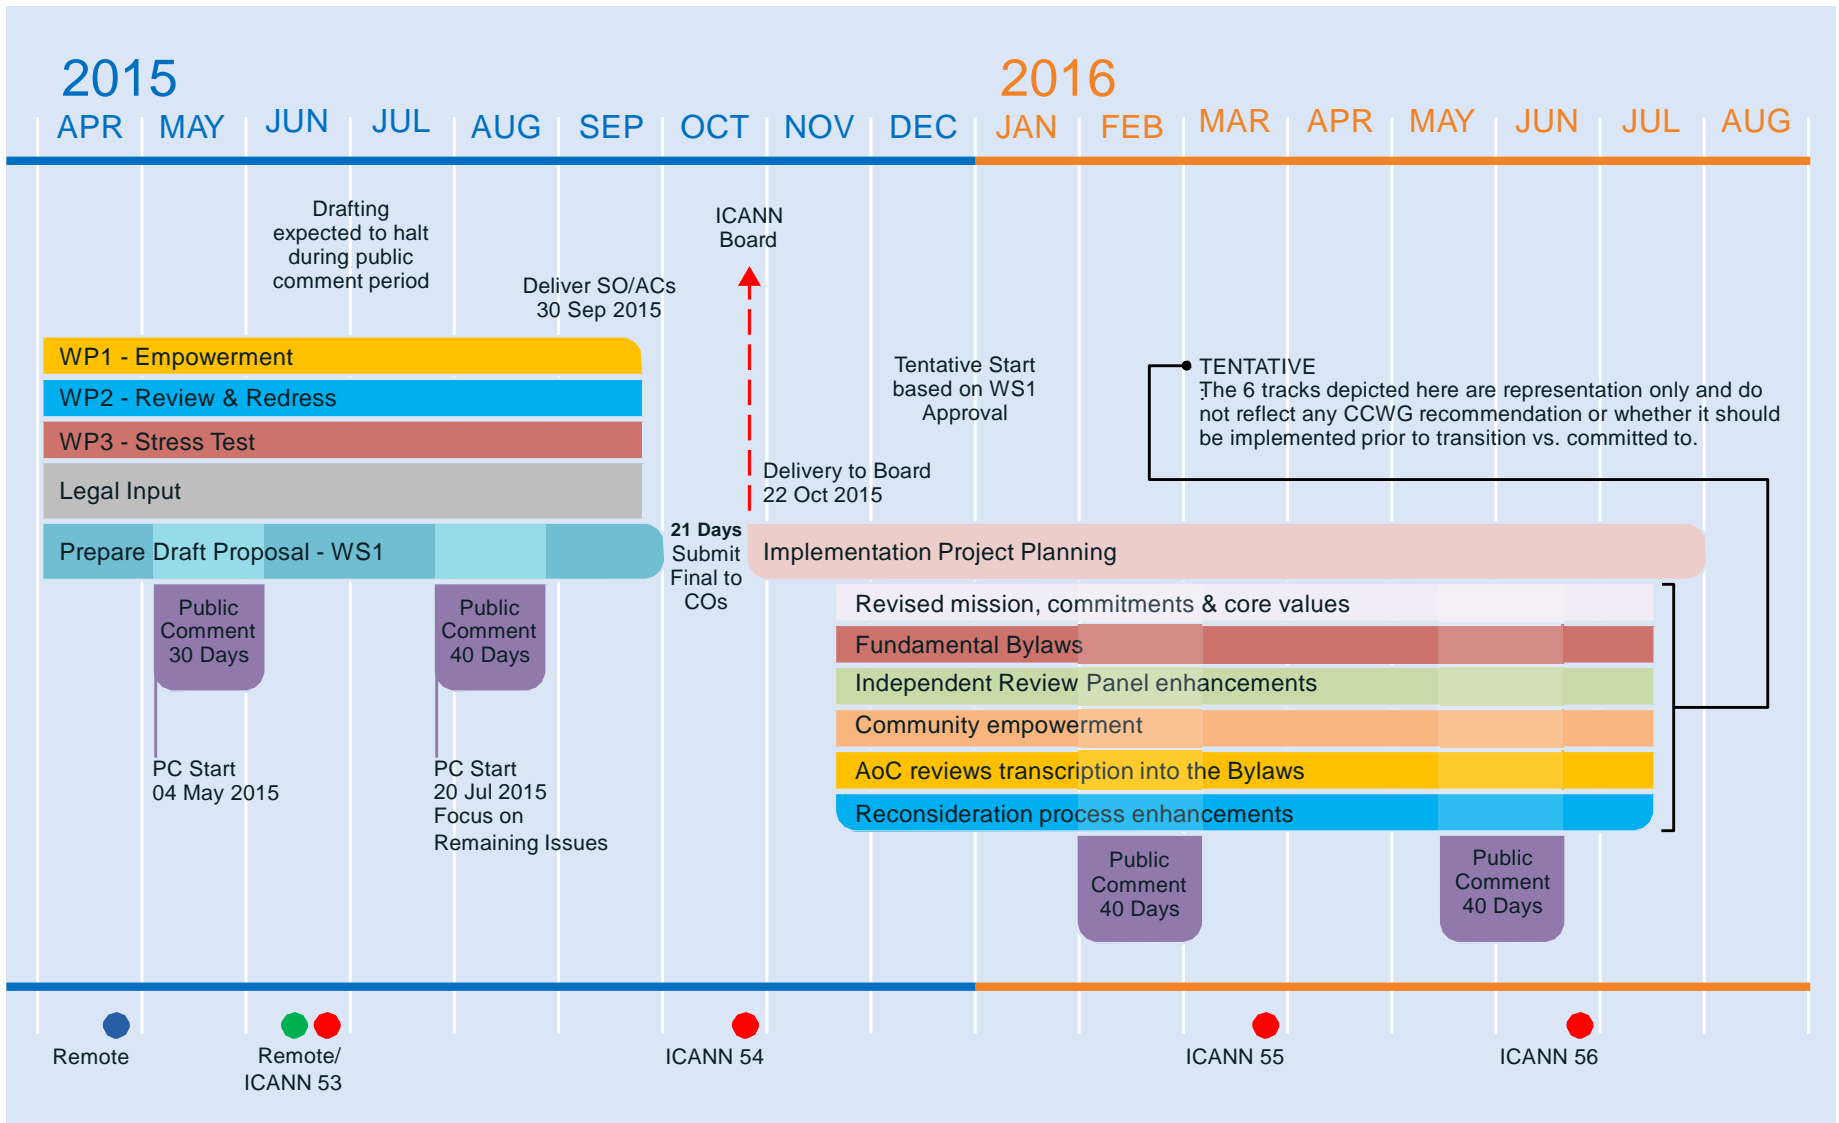 2015
2016
APR MAY JUN JUL AUG SEP OCT NOV DEC JAN FEB MAR APR MAY JUN JUL AUG
Drafting
expected to halt
during public
comment period
ICANN
Board
Deliver SO/ACs
30 Sep 2015
WP1 - Empowerment
WP2 - Review & Redress
WP3 - Stress Test
Legal Input
Prepare Draft Proposal - WS1
Tentative Start
based on WS1
Approval
TENTATIVE
:
The 6 tracks depicted here are representation only and do
not reflect any CCWG recommendation or whether it should
be implemented prior to transition vs. committed to.
Delivery to Board
22 Oct 2015
21 Days
Submit
Final to
COs
Implementation Project Planning
Public
Comment
30 Days
Public
Comment
40 Days
Revised mission, commitments & core values
Fundamental Bylaws
Independent Review Panel enhancements
Community empowerment
AoC reviews transcription into the Bylaws
Reconsideration process enhancements
PC Start
04 May 2015
PC Start
20 Jul 2015
Focus on
Remaining Issues
Public
Comment
40 Days
Public
Comment
40 Days
Remote
Remote/
ICANN 53
ICANN 54
ICANN 55
ICANN 56